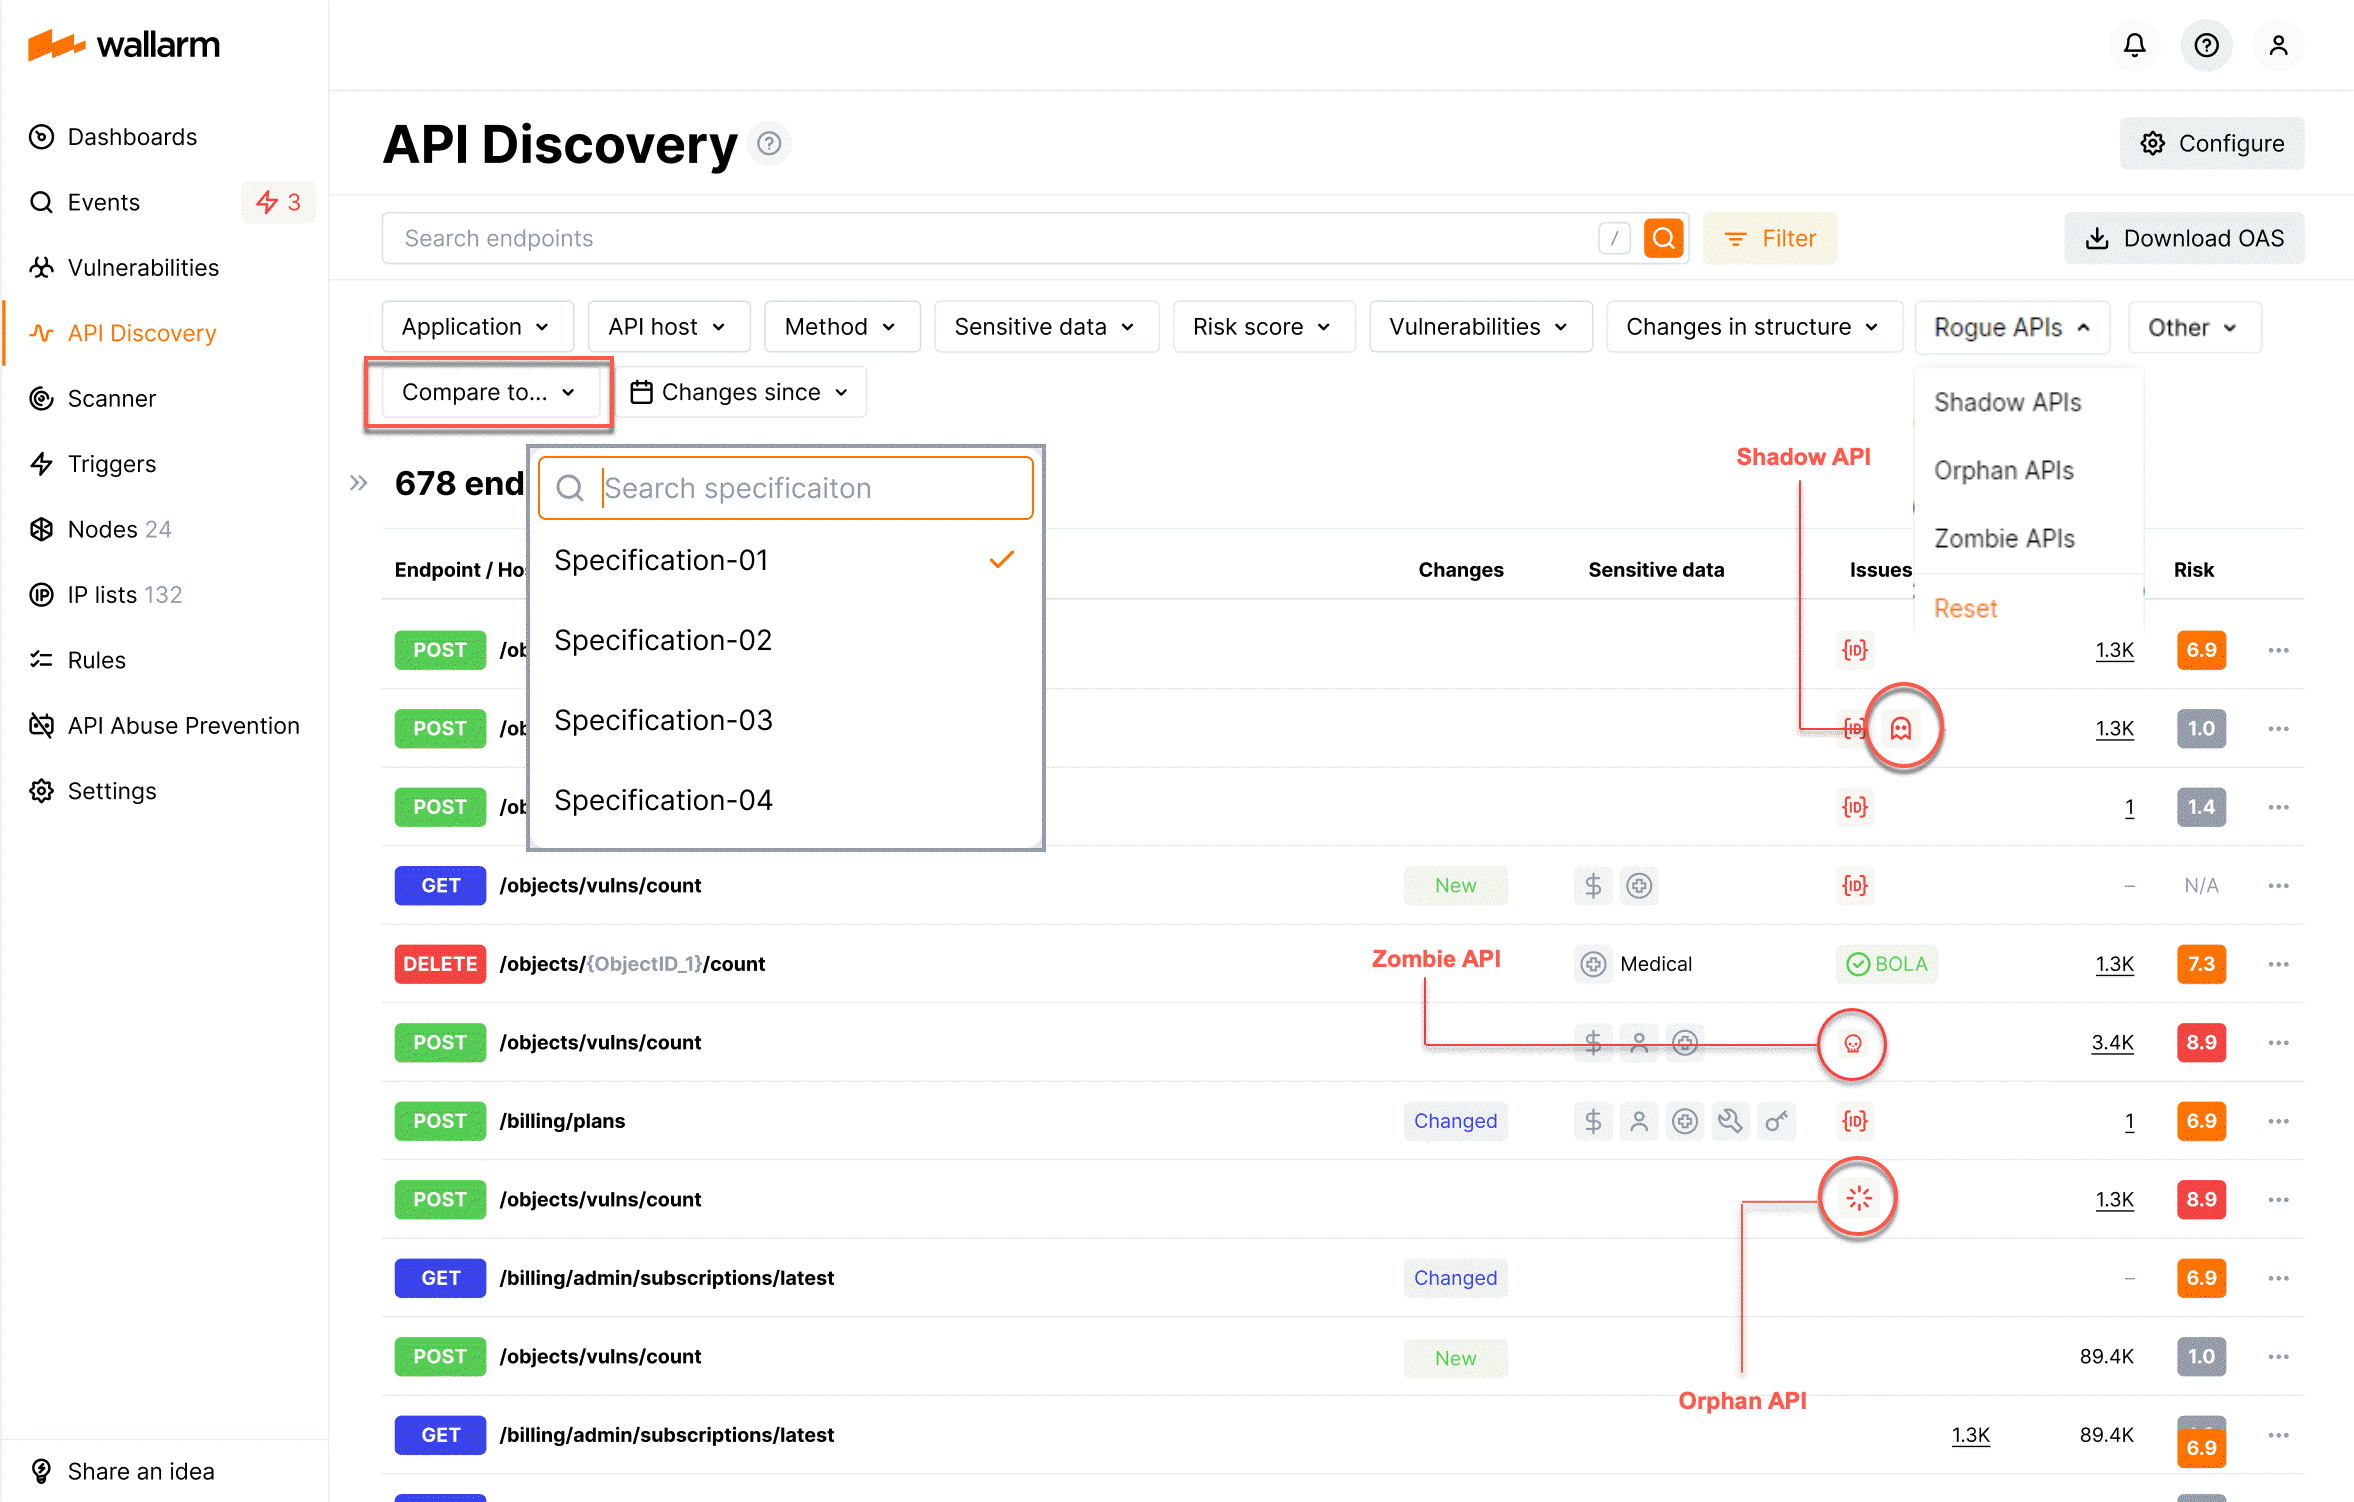 wallarm
Dashboards
Events 3
Vulnerabilities
API Discovery
Scanner
Triggers
Nodes 24
IP lists 132
Rules
API Abuse Prevention
Settings
Share an idea
API Discovery ?
Configure
Search endpoints /
Filter
Download OAS
Application
API host
Method
Sensitive data
Risk score
Vulnerabilities
Changes in structure
Rogue APIs
Other
Compare to...
Changes since
Shadow APIs
Orphan APIs
Zombie APIs
Reset
Shadow API
678 end
Search specificaiton
Specification-01
Specification-02
Specification-03
Specification-04
Endpoint / Ho Changes Sensitive data Issues Risk
POST /ob {ID} 1.3K 6.9
POST /ob {ID} 1.3K 1.0
POST /ob {ID} 1 1.4
GET /objects/vulns/count New $ {ID} – N/A
DELETE /objects/{ObjectID_1}/count Medical BOLA 1.3K 7.3
Zombie API
POST /objects/vulns/count $ 3.4K 8.9
POST /billing/plans Changed $ {ID} 1 6.9
POST /objects/vulns/count 1.3K 8.9
GET /billing/admin/subscriptions/latest Changed – 6.9
POST /objects/vulns/count New 89.4K 1.0
Orphan API
GET /billing/admin/subscriptions/latest 1.3K 89.4K 6.9